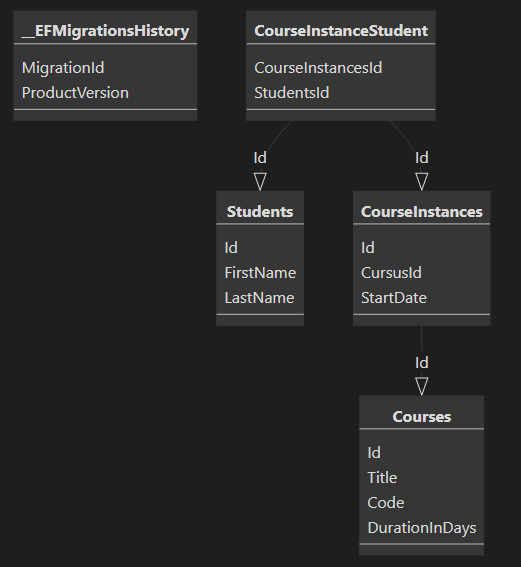 __EFMigrationsHistory
MigrationId
ProductVersion
CourseInstanceStudent
CourseInstancesId
StudentsId
Id
Id
Students
Id
FirstName
LastName
CourseInstances
Id
CursusId
StartDate
Id
Courses
Id
Title
Code
DurationInDays